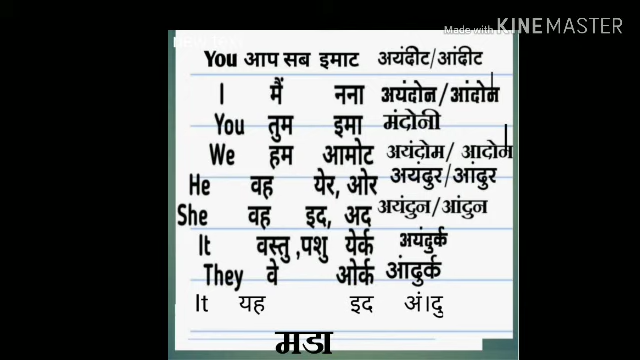 Made with KINEMASTER
You आप सब इमाट अयंदीट/आंदीट
I मैं नना अयंदोन/आंदोन
You तुम इमा मंदोनी
We हम आमोट अयंदोम/ आदोन
He वह येर, ओर अयंदुर/आंदुर
She वह इद, अद अयंदुन/आंदुन
It वस्तु ,पशु येर्क अयंदुर्क
They वे ओर्क आंदुर्क
It यह इद अं।दु
मडा